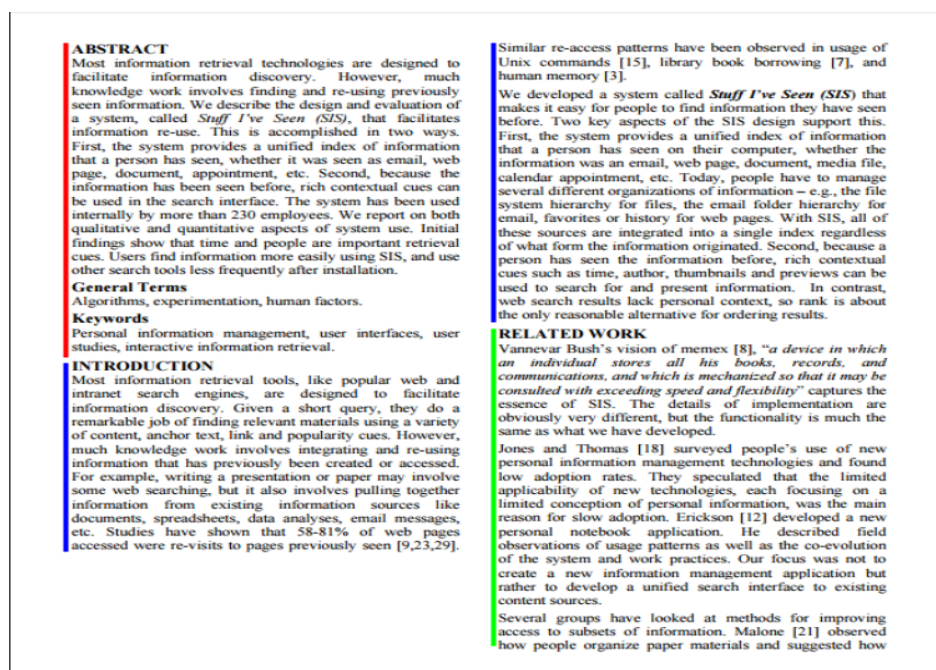 ABSTRACT
Most information retrieval technologies are designed to
facilitate information discovery. However, much
knowledge work involves finding and re-using previously
seen information. We describe the design and evaluation of
a system, called Stuff I've Seen (SIS), that facilitates
information re-use. This is accomplished in two ways.
First, the system provides a unified index of information
that a person has seen, whether it was seen as email, web
page, document, appointment, etc. Second, because the
information has been seen before, rich contextual cues can
be used in the search interface. The system has been used
internally by more than 230 employees. We report on both
qualitative and quantitative aspects of system use. Initial
findings show that time and people are important retrieval
cues. Users find information more easily using SIS, and use
other search tools less frequently after installation.
General Terms
Algorithms, experimentation, human factors.
Keywords
Personal information management, user interfaces, user
studies, interactive information retrieval.
INTRODUCTION
Most information retrieval tools, like popular web and
intranet search engines, are designed to facilitate
information discovery. Given a short query, they do a
remarkable job of finding relevant materials using a variety
of content, anchor text, link and popularity cues. However,
much knowledge work involves integrating and re-using
information that has previously been created or accessed.
For example, writing a presentation or paper may involve
some web searching, but it also involves pulling together
information from existing information sources like
documents, spreadsheets, data analyses, email messages,
etc. Studies have shown that 58-81% of web pages
accessed were re-visits to pages previously seen [9,23,29].
Similar re-access patterns have been observed in usage of
Unix commands [15], library book borrowing [7], and
human memory [3].
We developed a system called Stuff I've Seen (SIS) that
makes it easy for people to find information they have seen
before. Two key aspects of the SIS design support this.
First, the system provides a unified index of information
that a person has seen on their computer, whether the
information was an email, web page, document, media file,
calendar appointment, etc. Today, people have to manage
several different organizations of information – e.g., the file
system hierarchy for files, the email folder hierarchy for
email, favorites or history for web pages. With SIS, all of
these sources are integrated into a single index regardless
of what form the information originated. Second, because a
person has seen the information before, rich contextual
cues such as time, author, thumbnails and previews can be
used to search for and present information. In contrast,
web search results lack personal context, so rank is about
the only reasonable alternative for ordering results.
RELATED WORK
Vannevar Bush's vision of memex [8], "a device in which
an individual stores all his books, records, and
communications, and which is mechanized so that it may be
consulted with exceeding speed and flexibility" captures the
essence of SIS. The details of implementation are
obviously very different, but the functionality is much the
same as what we have developed.
Jones and Thomas [18] surveyed people's use of new
personal information management technologies and found
low adoption rates. They speculated that the limited
applicability of new technologies, each focusing on a
limited conception of personal information, was the main
reason for slow adoption. Erickson [12] developed a new
personal notebook application. He described field
observations of usage patterns as well as the co-evolution
of the system and work practices. Our focus was not to
create a new information management application but
rather to develop a unified search interface to existing
content sources.
Several groups have looked at methods for improving
access to subsets of information. Malone [21] observed
how people organize paper materials and suggested how